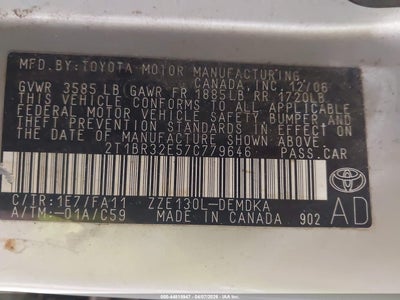 MFD.BY:TOYOTA MOTOR MANUFACTURING
CANADA, INC. 12/06
GVWR 3585 LB(GAWR FR 1885LB RR 1720LB
THIS VEHICLE CONFORMS TO ALL APPLICABLE
FEDERAL MOTOR VEHICLE SAFETY, BUMPER, AND
THEFT PREVENTION STANDARDS IN EFFECT ON
THE DATE OF MANUFACTURE SHOWN ABOVE.
2T1BR32E57C779646 PASS.CAR
C/TR:1E7/FA11 ZZE130L-DEMDKA
A/TM:-01A/C59 MADE IN CANADA 902
AD
TOYOTA